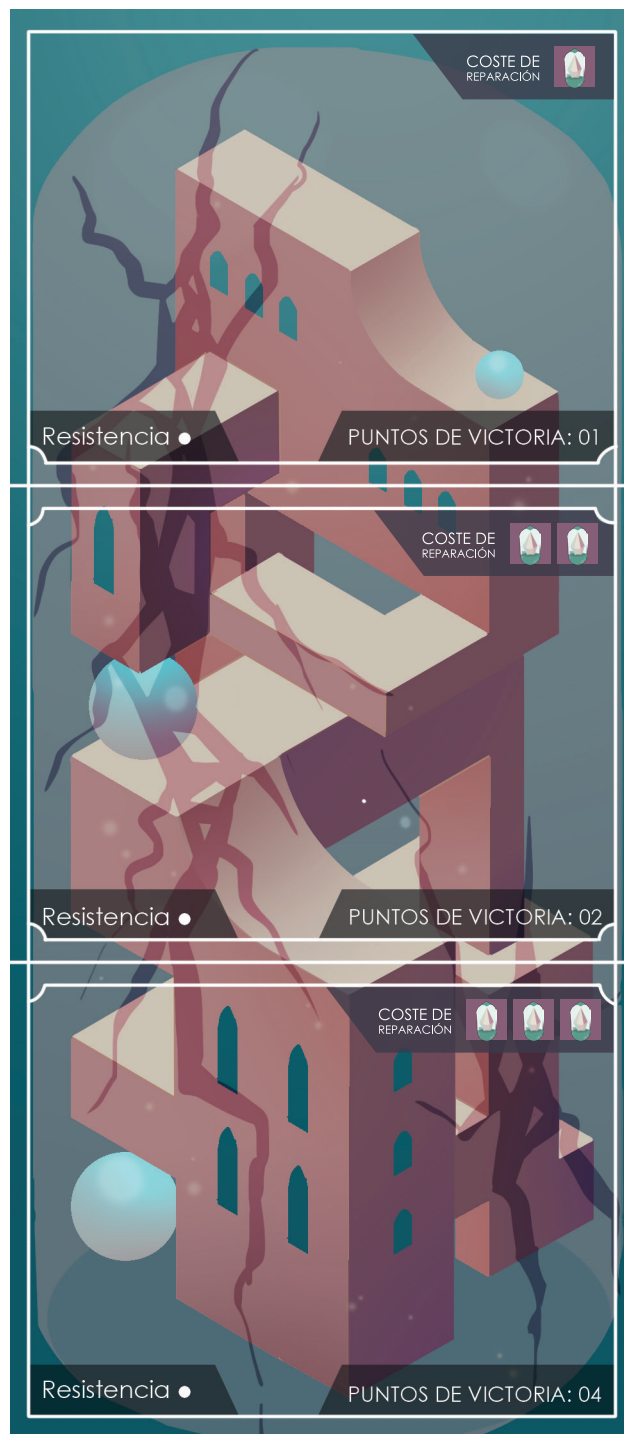 COSTE DE
REPARACIÓN
Resistencia
PUNTOS DE VICTORIA: 01
COSTE DE
REPARACIÓN
Resistencia
PUNTOS DE VICTORIA: 02
COSTE DE
REPARACIÓN
Resistencia
PUNTOS DE VICTORIA: 04